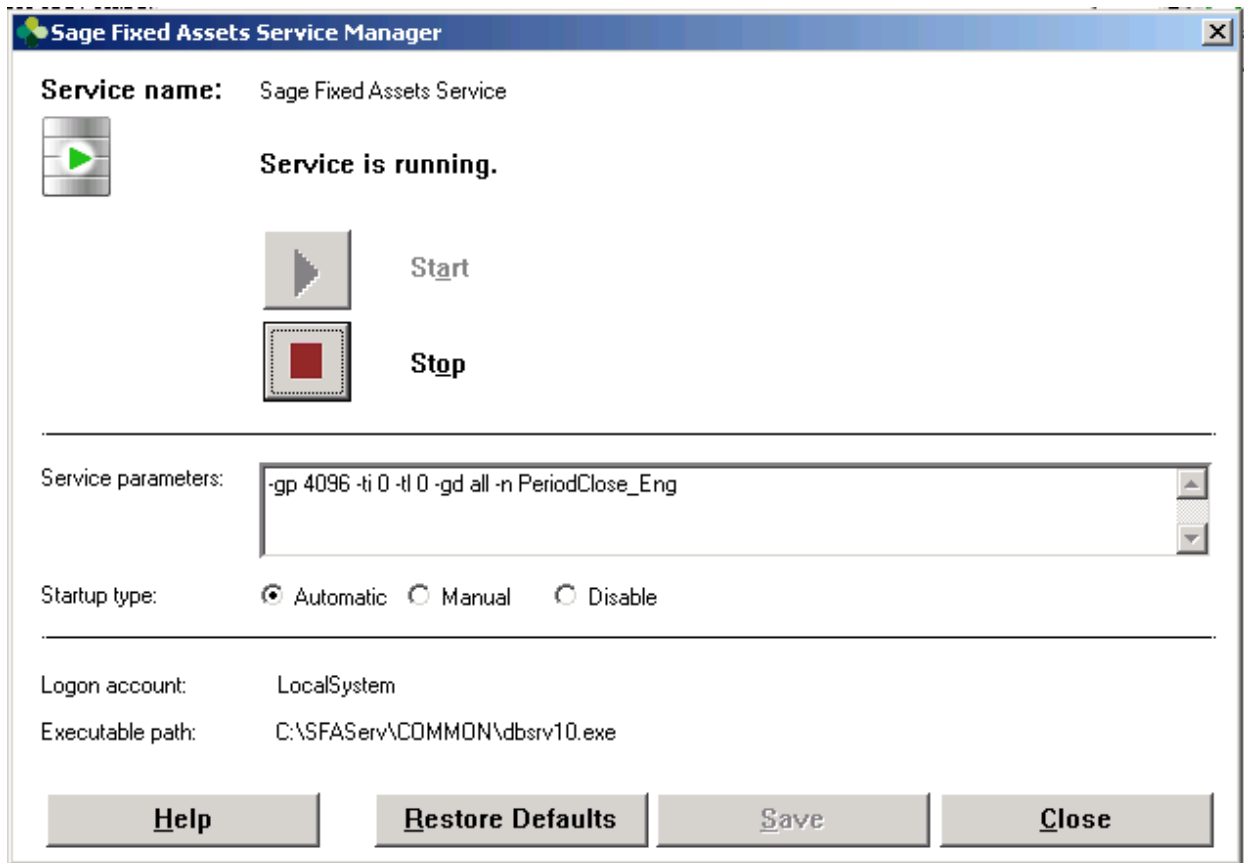 Sage Fixed Assets Service Manager
Service name: Sage Fixed Assets Service
Service is running.
Start
Stop
Service parameters: -gp 4096 -ti 0 -tl 0 -gd all -n PeriodClose_Eng
Startup type: Automatic Manual Disable
Logon account: LocalSystem
Executable path: C:\SFAServ\COMMON\dbsrv10.exe
Help Restore Defaults Save Close